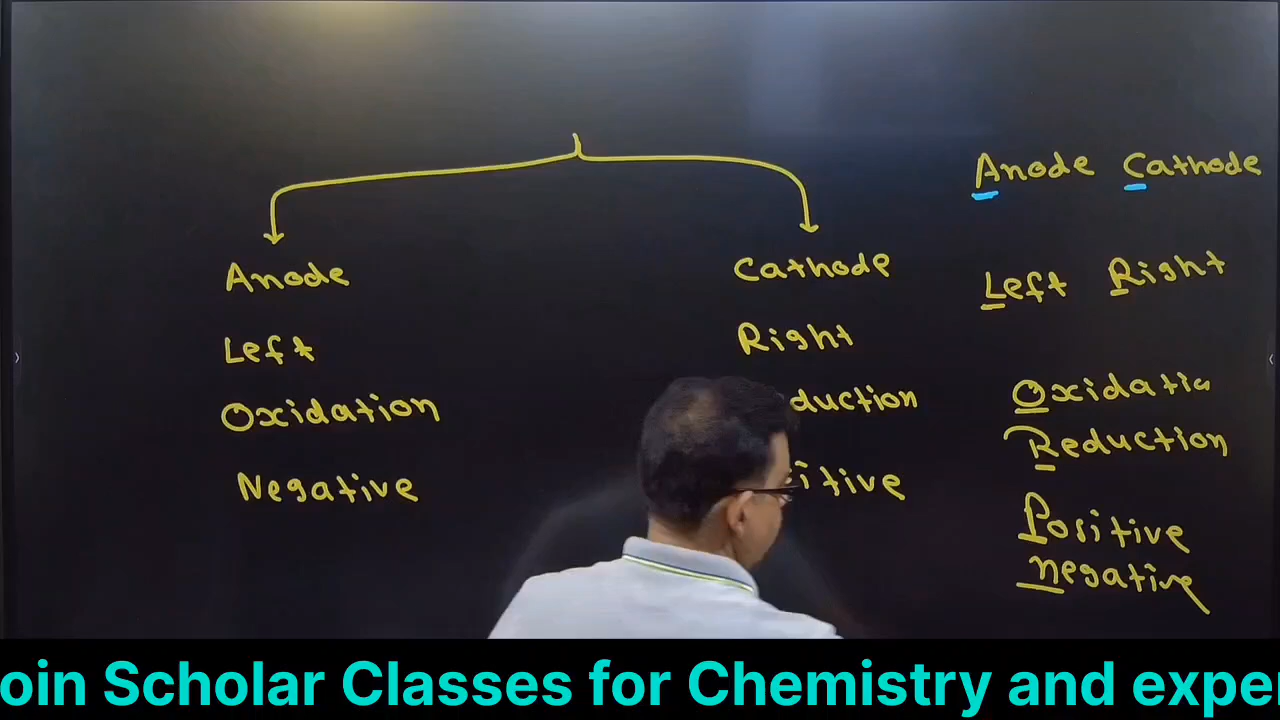 Anode Cathode
Anode Cathode
Left Right
Left Right
Oxidation duction
Oxidatio
Reduction
Negative itive
Positive
negative
oin Scholar Classes for Chemistry and exper